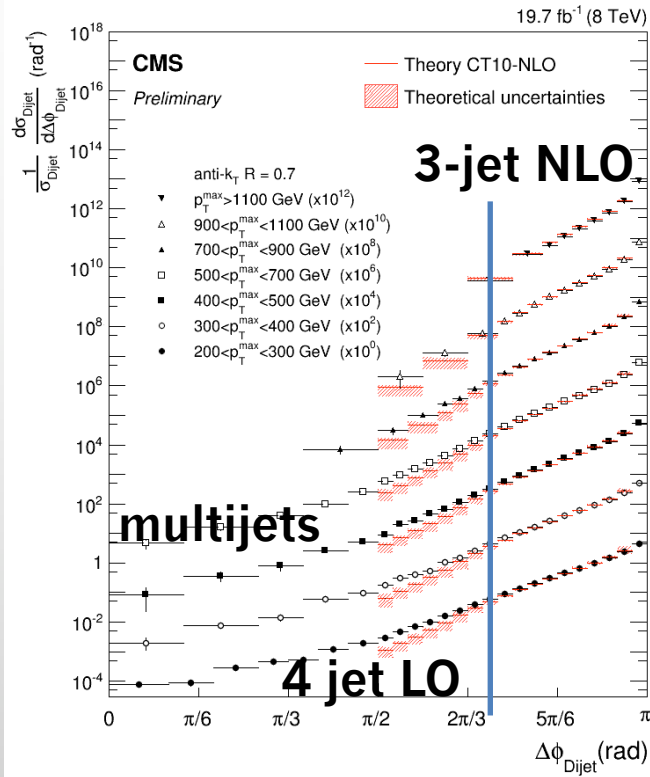 19.7 fb⁻¹ (8 TeV)
10¹⁸
10¹⁶
10¹⁴
10¹²
10¹⁰
10⁸
10⁶
10⁴
10²
1
10⁻²
10⁻⁴
1/σ_Dijet dσ_Dijet/dΔϕ_Dijet (rad⁻¹)
CMS
Preliminary
Theory CT10-NLO
Theoretical uncertainties
3-jet NLO
anti-k_T R = 0.7
p_T^max>1100 GeV (x10¹²)
900<p_T^max<1100 GeV (x10¹⁰)
700<p_T^max<900 GeV (x10⁸)
500<p_T^max<700 GeV (x10⁶)
400<p_T^max<500 GeV (x10⁴)
300<p_T^max<400 GeV (x10²)
200<p_T^max<300 GeV (x10⁰)
multijets
4 jet LO
0 π/6 π/3 π/2 2π/3 5π/6 π
Δϕ_Dijet(rad)